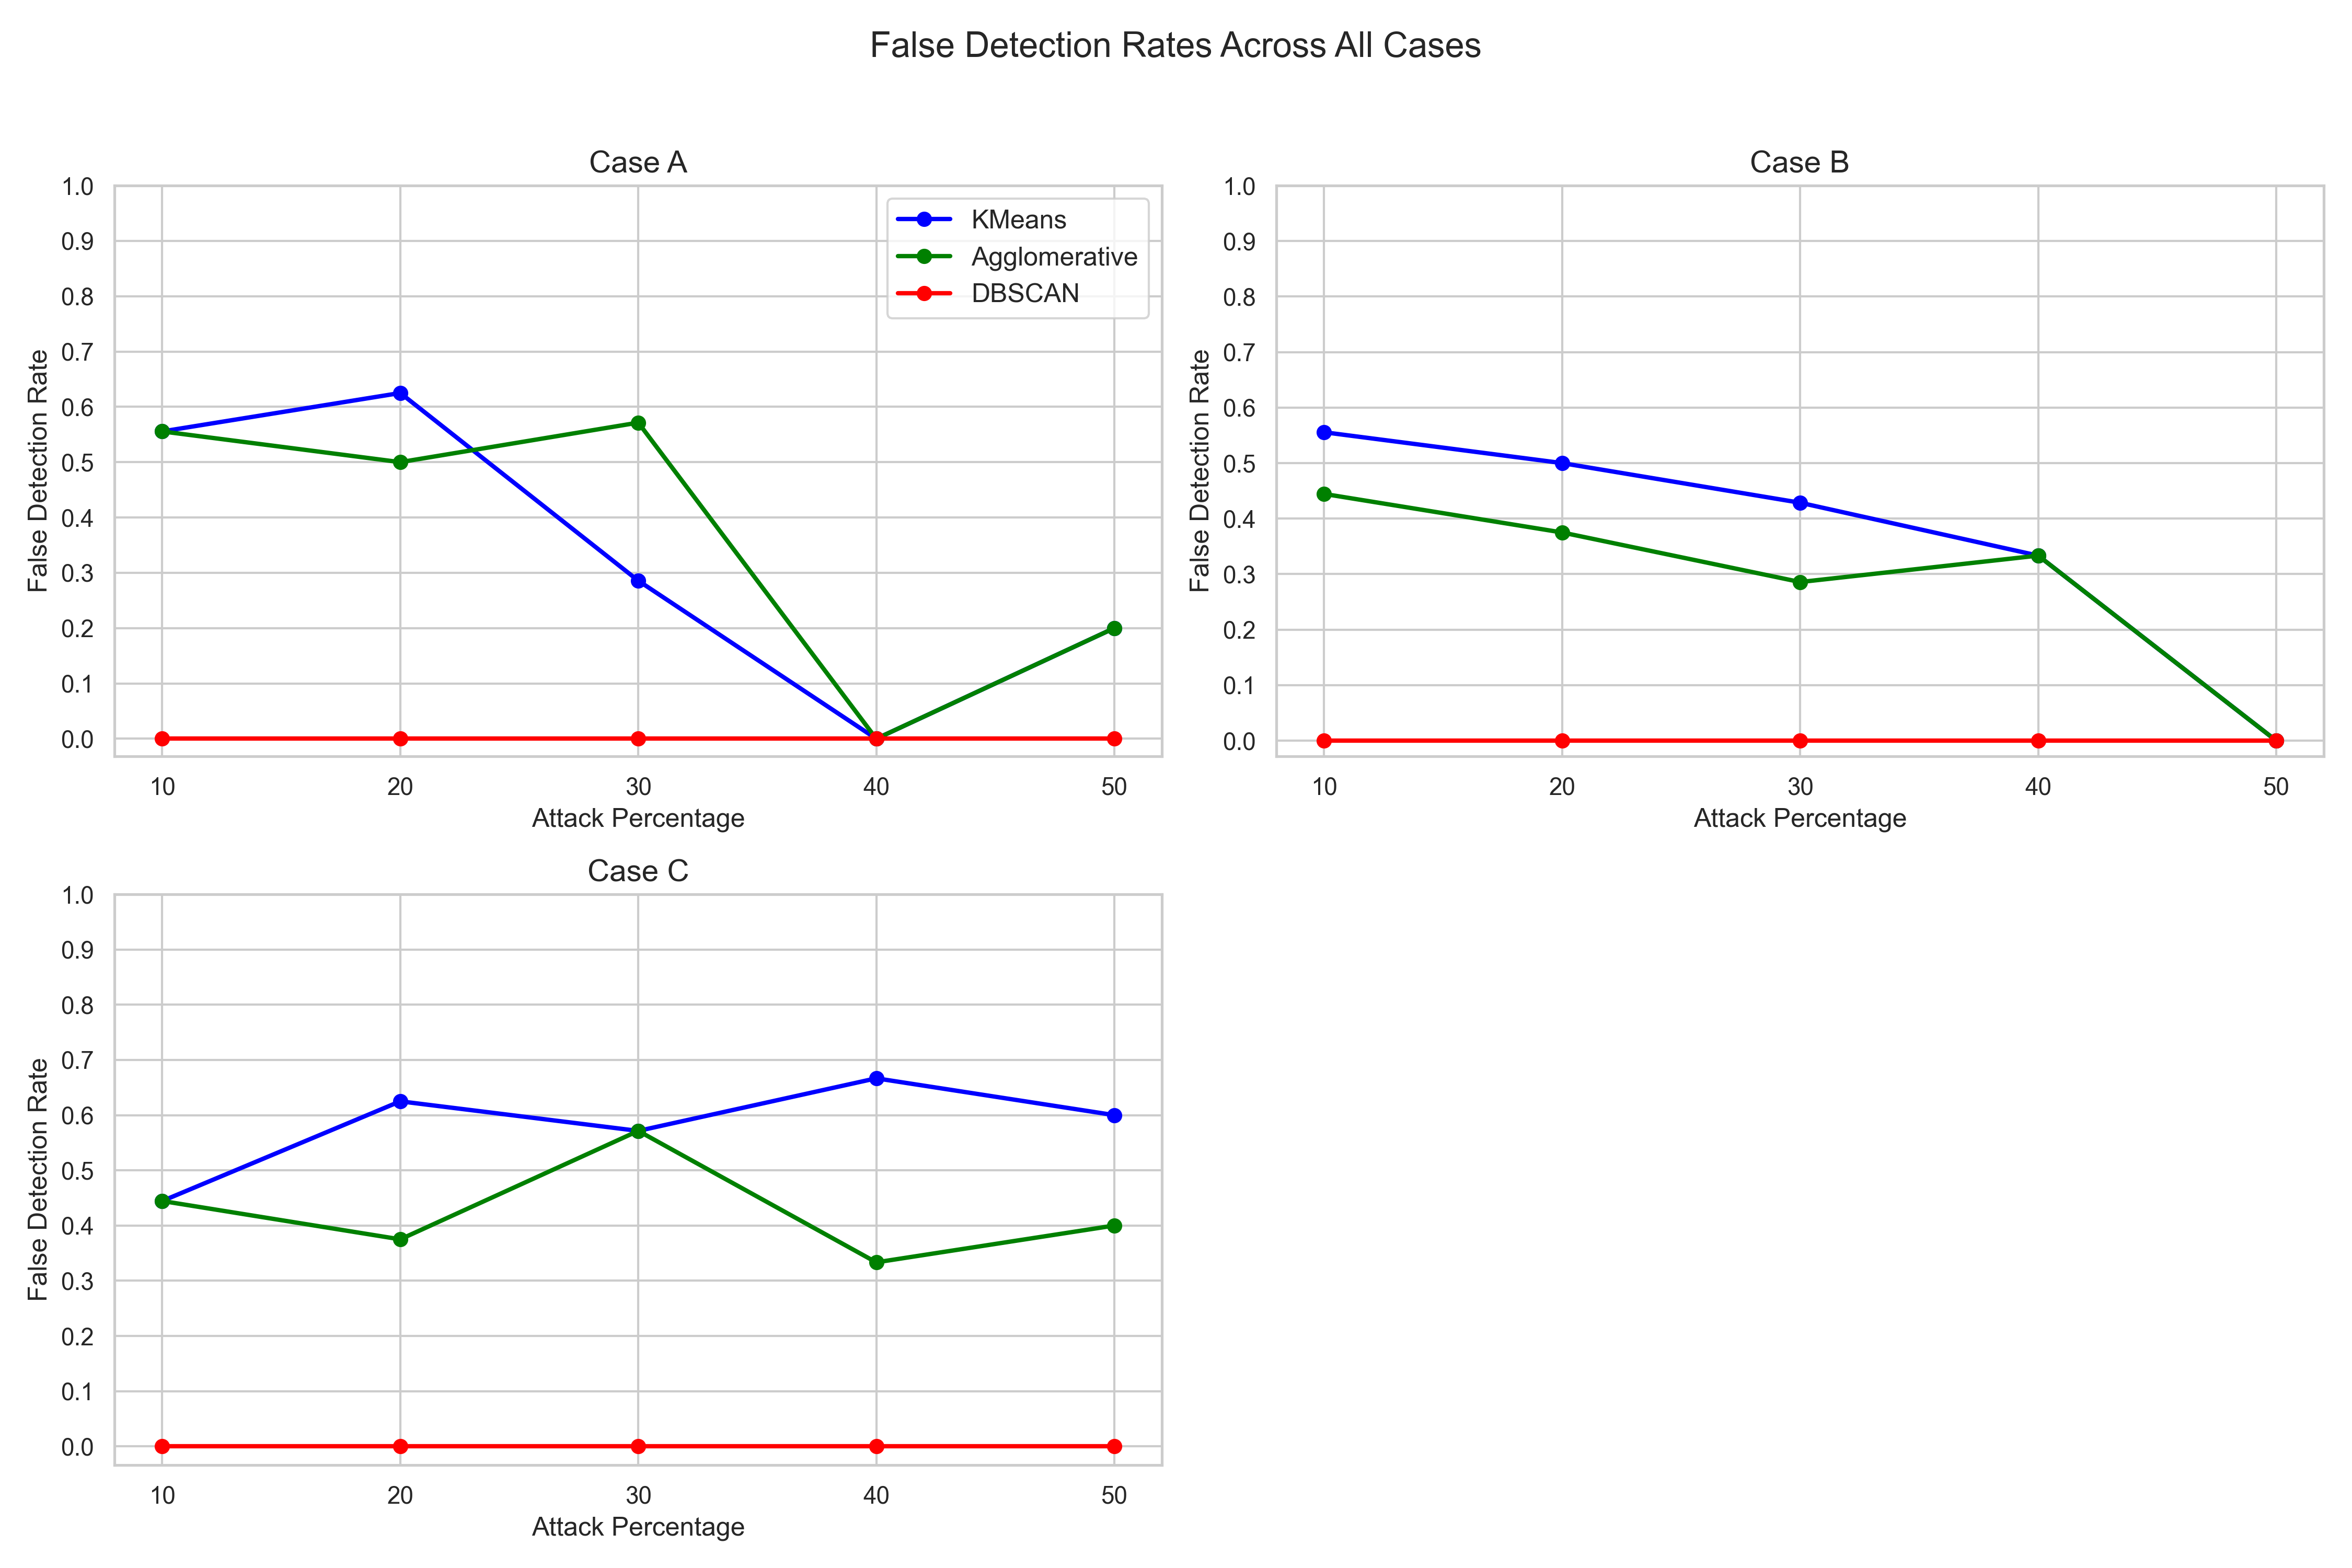 False Detection Rates Across All Cases
Case A
1.0
0.9
0.8
0.7
0.6
0.5
0.4
0.3
0.2
0.1
0.0
False Detection Rate
KMeans
Agglomerative
DBSCAN
10 20 30 40 50
Attack Percentage
Case B
1.0
0.9
0.8
0.7
0.6
0.5
0.4
0.3
0.2
0.1
0.0
False Detection Rate
10 20 30 40 50
Attack Percentage
Case C
1.0
0.9
0.8
0.7
0.6
0.5
0.4
0.3
0.2
0.1
0.0
False Detection Rate
10 20 30 40 50
Attack Percentage